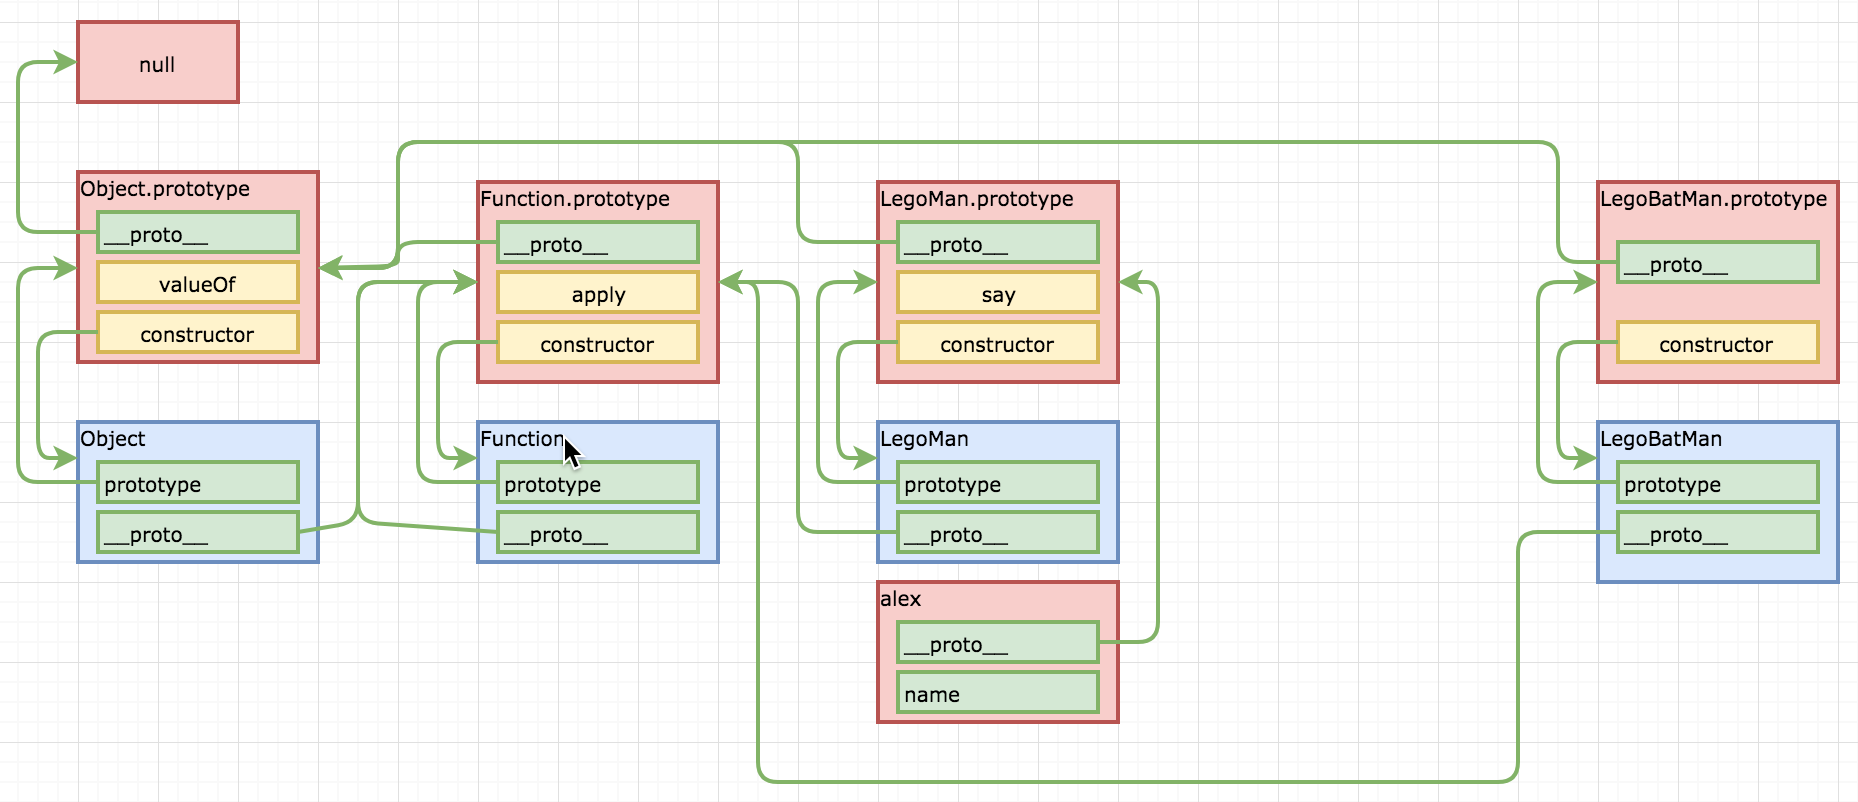 null
Object.prototype
__proto__
valueOf
constructor
Object
prototype
__proto__
Function.prototype
__proto__
apply
constructor
Function
prototype
__proto__
LegoMan.prototype
__proto__
say
constructor
LegoMan
prototype
__proto__
alex
__proto__
name
LegoBatMan.prototype
__proto__
constructor
LegoBatMan
prototype
__proto__